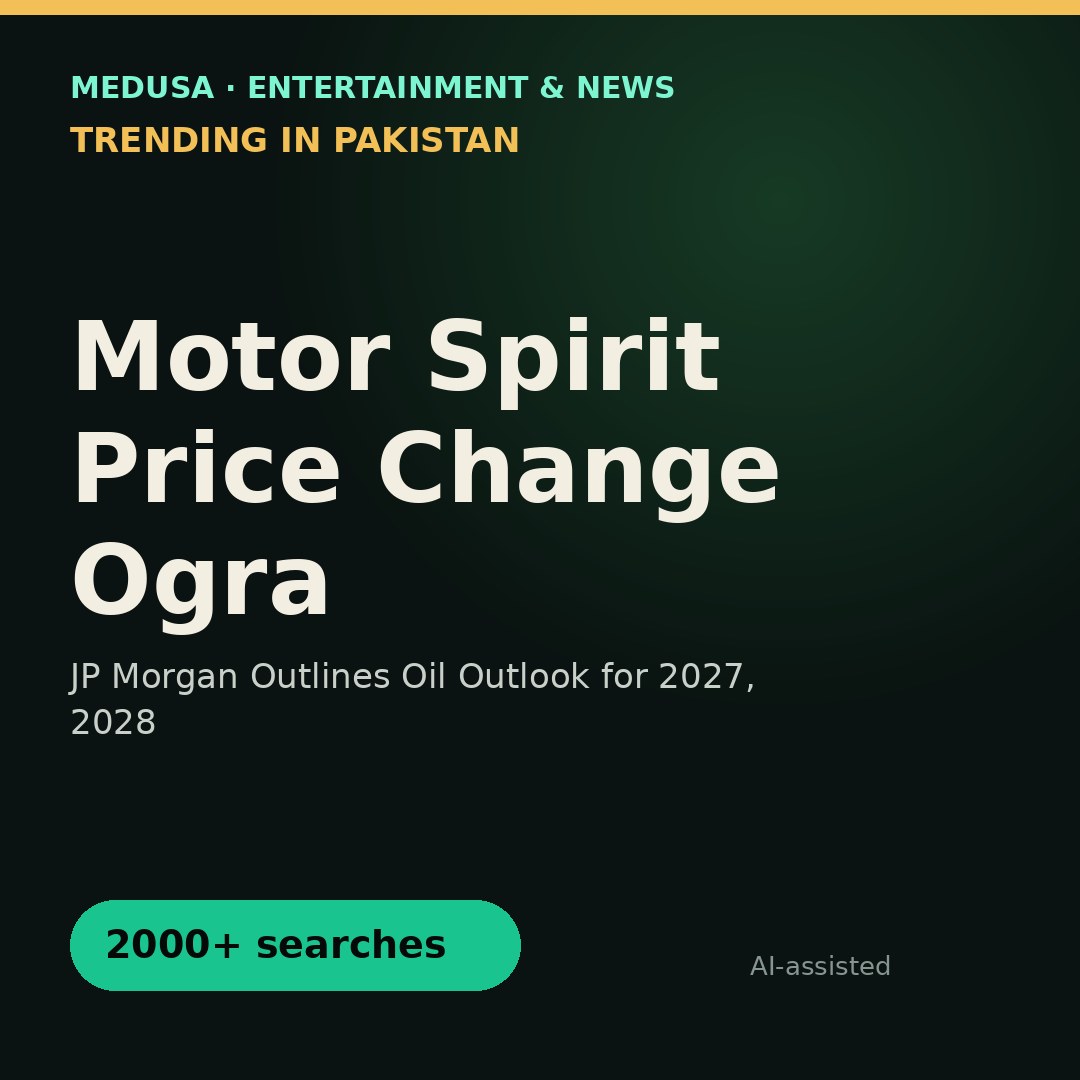 MEDUSA · ENTERTAINMENT & NEWS
TRENDING IN PAKISTAN
Motor Spirit
Price Change
Ogra
JP Morgan Outlines Oil Outlook for 2027,
2028
2000+ searches
AI-assisted